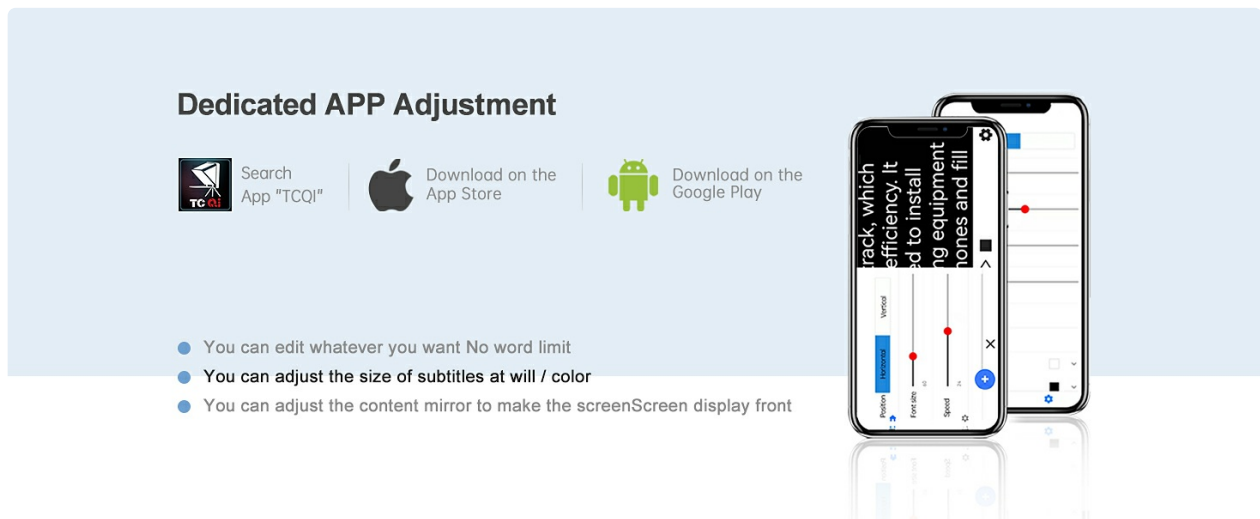 Dedicated APP Adjustment
TCQi
Search
App "TCQI"
Download on the
App Store
Download on the
Google Play
You can edit whatever you want No word limit
You can adjust the size of subtitles at will / color
You can adjust the content mirror to make the screenScreen display front
rack, which
efficiency. It
ed to install
ng equipment
hones and fill
Position Horizontal Vertical
Font size 60
Speed 24